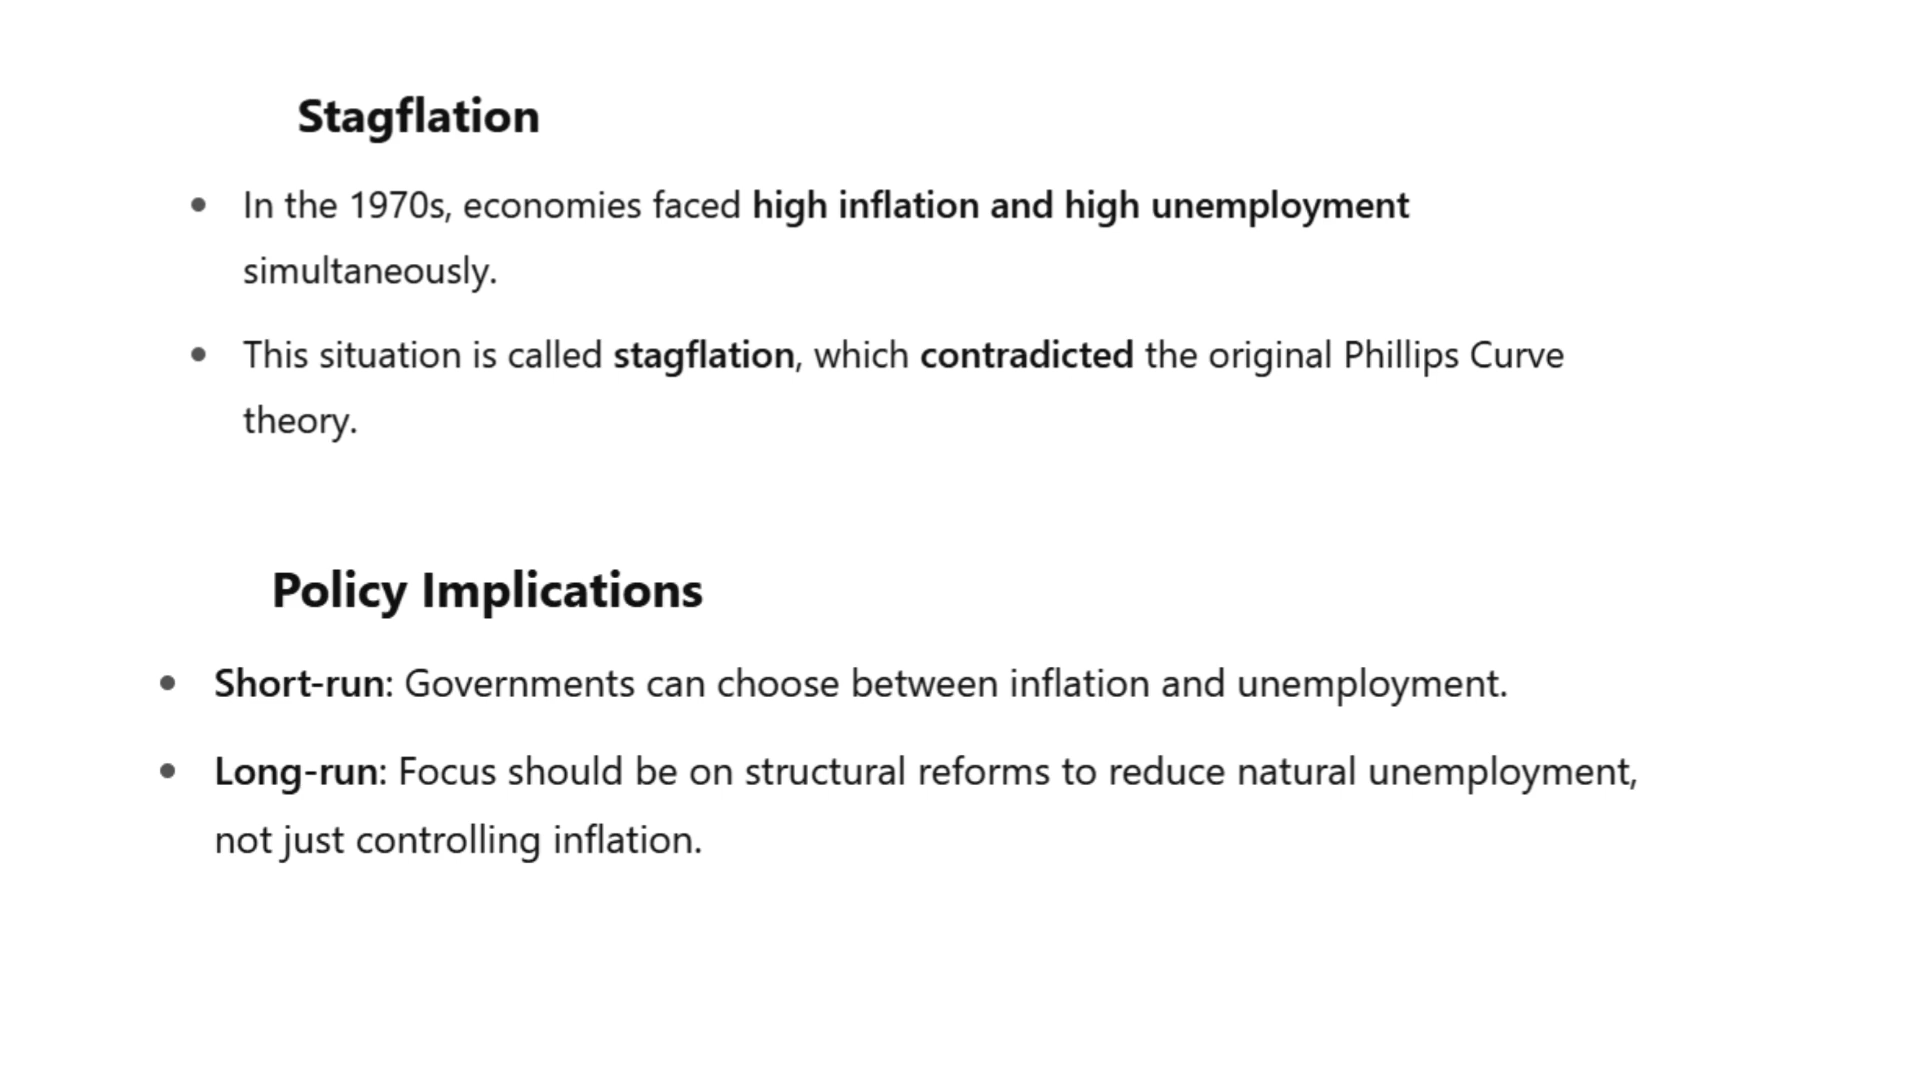 Stagflation
• In the 1970s, economies faced high inflation and high unemployment
simultaneously.
• This situation is called stagflation, which contradicted the original Phillips Curve
theory.
Policy Implications
• Short-run: Governments can choose between inflation and unemployment.
• Long-run: Focus should be on structural reforms to reduce natural unemployment,
not just controlling inflation.